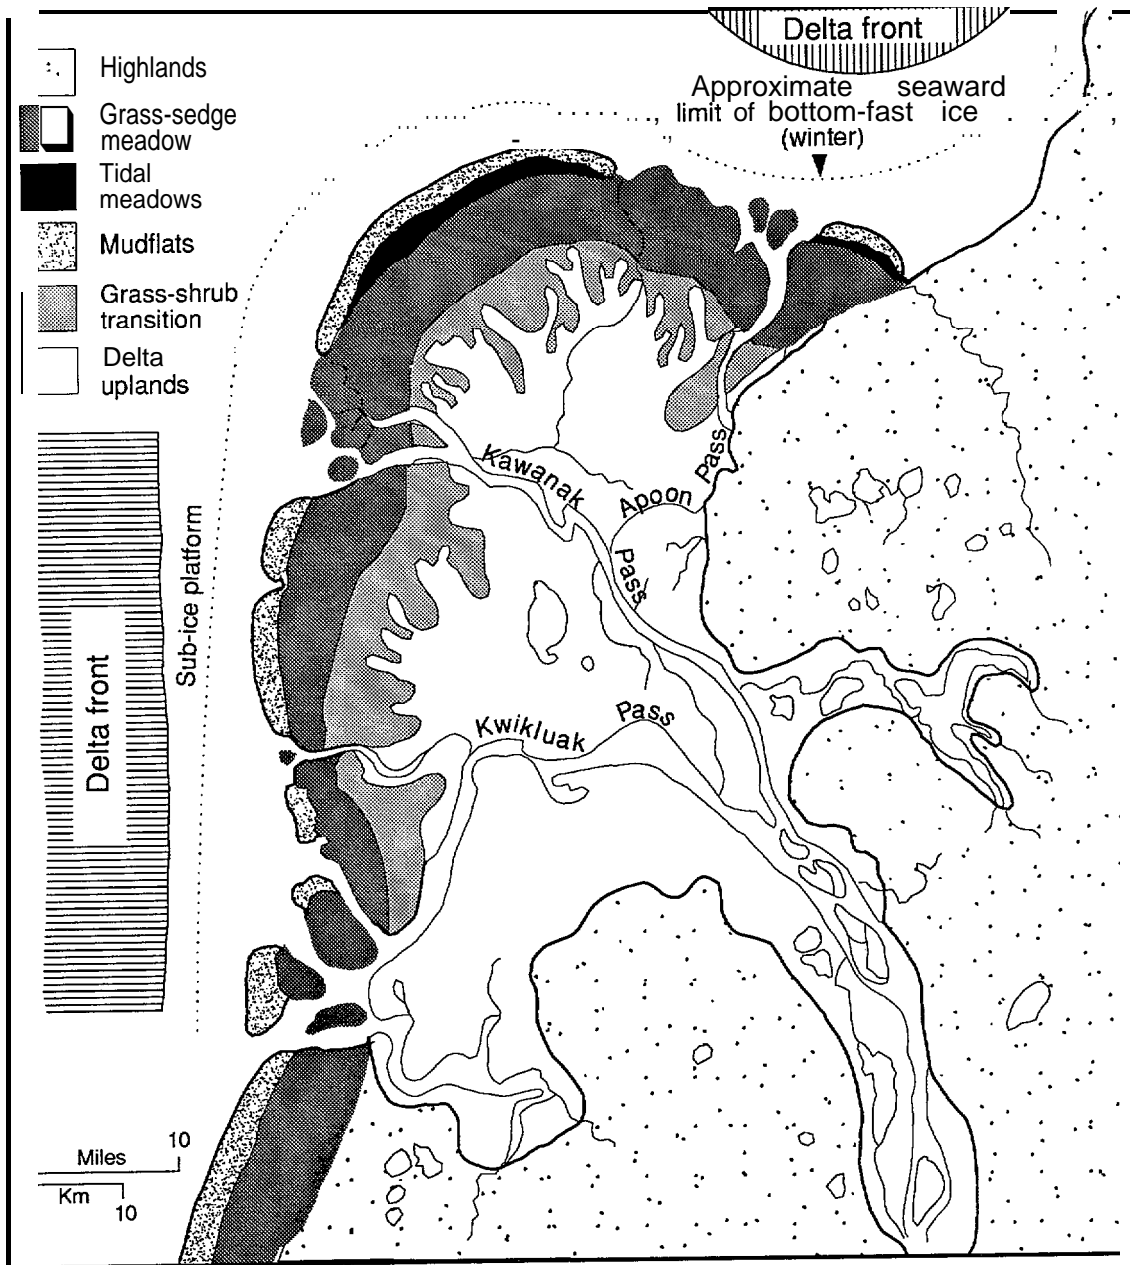 Delta front
Approximate seaward
limit of bottom-fast ice
(winter)
Highlands
Grass-sedge
meadow
Tidal
meadows
Mudflats
Grass-shrub
transition
Delta
uplands
Delta front
Sub-ice platform
Kawanak
Pass
Apoon
Pass
Kwikluak
Pass
Miles
10
Km
10